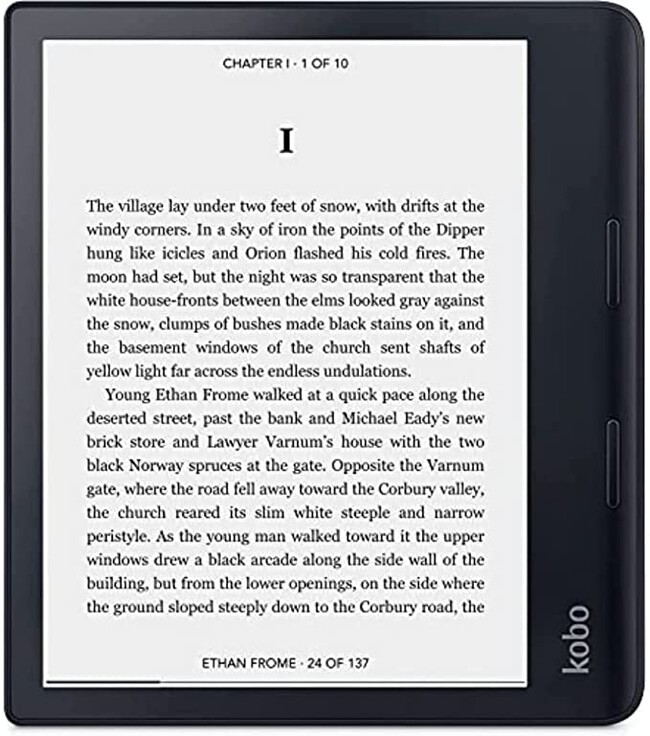 CHAPTER I · 1 OF 10
I
The village lay under two feet of snow, with drifts at the
windy corners. In a sky of iron the points of the Dipper
hung like icicles and Orion flashed his cold fires. The
moon had set, but the night was so transparent that the
white house-fronts between the elms looked gray against
the snow, clumps of bushes made black stains on it, and
the basement windows of the church sent shafts of
yellow light far across the endless undulations.
Young Ethan Frome walked at a quick pace along the
deserted street, past the bank and Michael Eady's new
brick store and Lawyer Varnum's house with the two
black Norway spruces at the gate. Opposite the Varnum
gate, where the road fell away toward the Corbury valley,
the church reared its slim white steeple and narrow
peristyle. As the young man walked toward it the upper
windows drew a black arcade along the side wall of the
building, but from the lower openings, on the side where
the ground sloped steeply down to the Corbury road, the
ETHAN FROME · 24 OF 137
kobo